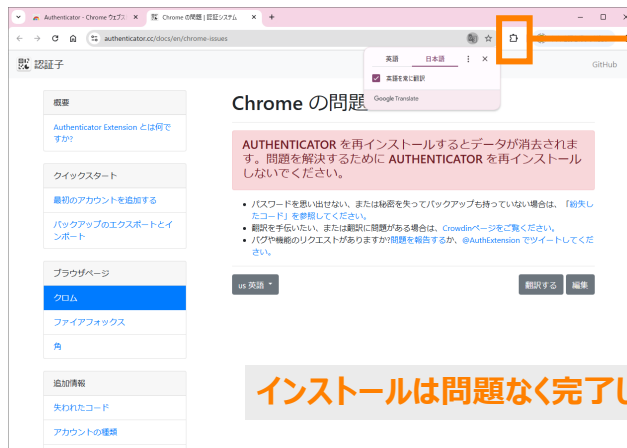 Authenticator - Chrome ウェブス
Chrome の問題 | 認証システム
authenticator.cc/docs/en/chrome-issues
英語
日本語
英語を常に翻訳
Google Translate
認証子
GitHub
概要
Authenticator Extension とは何で
すか?
クイックスタート
最初のアカウントを追加する
バックアップのエクスポートとイ
ンポート
ブラウザページ
クロム
ファイアフォックス
角
追加情報
失われたコード
アカウントの種類
Chrome の問題
AUTHENTICATOR を再インストールするとデータが消去されま
す。問題を解決するために AUTHENTICATOR を再インストール
しないでください。
パスワードを思い出せない、または秘密を失ってバックアップも持っていない場合は、「紛失し
たコード」を参照してください。
翻訳を手伝いたい、または翻訳に問題がある場合は、Crowdinページをご覧ください。
バグや機能のリクエストがありますか?問題を報告するか、@AuthExtension でツイートしてくだ
さい。
us 英語
翻訳する
編集
インストールは問題なく完了し